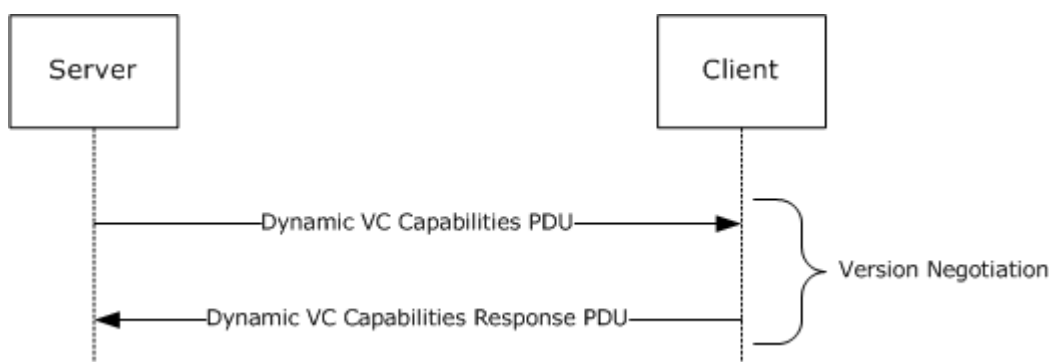 Server
Client
Dynamic VC Capabilities PDU
Version Negotiation
Dynamic VC Capabilities Response PDU